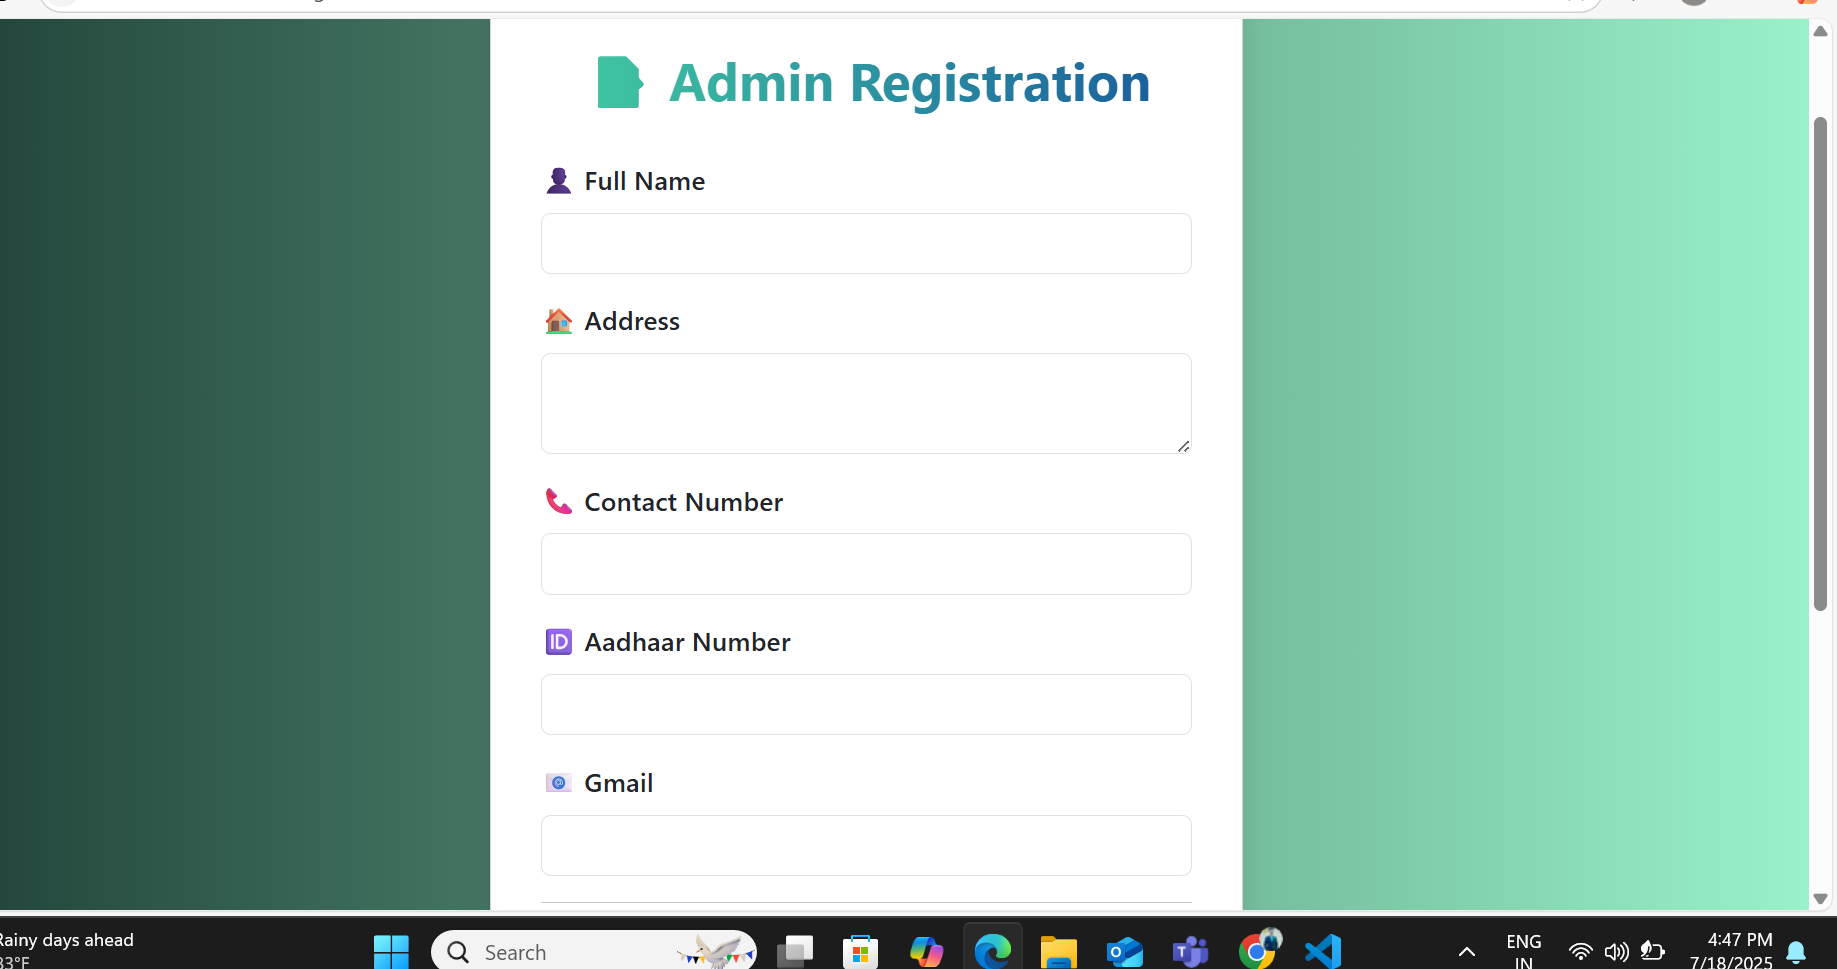 Admin Registration
Full Name
Address
Contact Number
ID Aadhaar Number
Gmail
Rainy days ahead
83°F
Search
ENG
IN
4:47 PM
7/18/2025